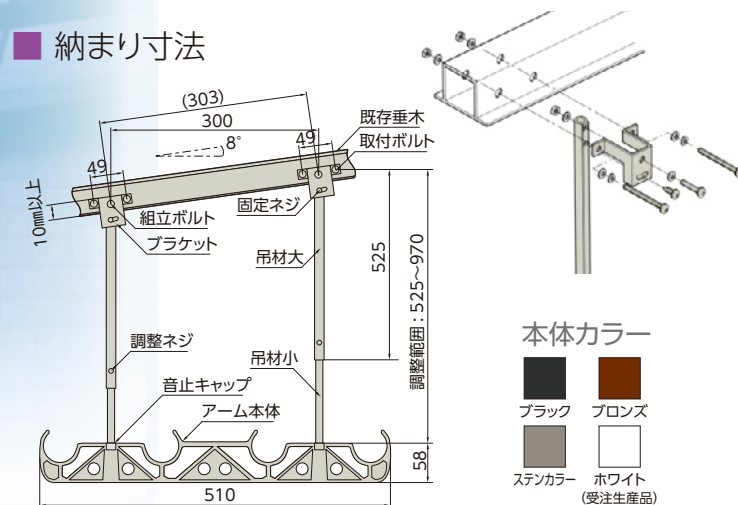 ■ 納まり寸法
(303)
300
8°
49
49
既存垂木
取付ボルト
10㎜以上
組立ボルト
固定ネジ
ブラケット
吊材大
525
調整範囲：525〜970
調整ネジ
吊材小
音止キャップ
アーム本体
58
510
本体カラー
ブラック
ブロンズ
ステンカラー
ホワイト
(受注生産品)